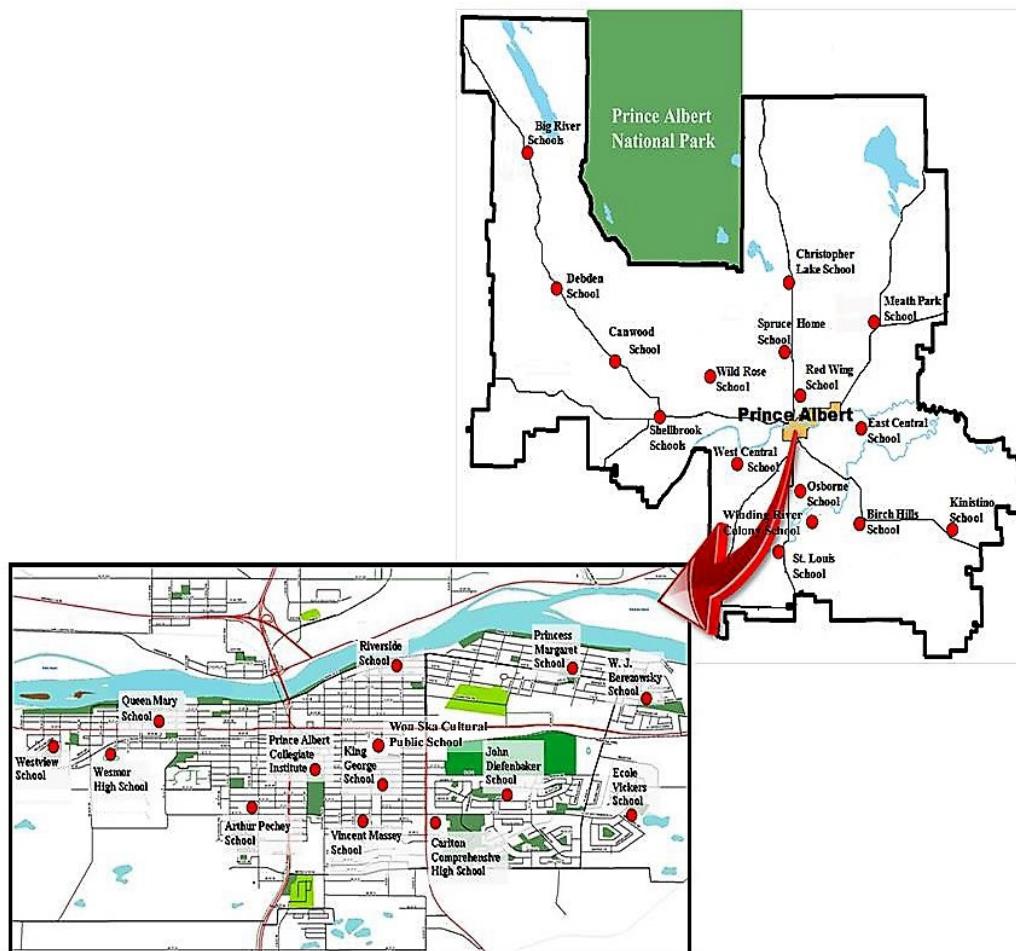 Prince Albert
National Park
Big River
Schools
Christopher
Lake School
Debden
School
Meath Park
School
Canwood
School
Spruce Home
School
Wild Rose
School
Red Wing
School
Prince Albert
Shellbrook
Schools
East Central
School
West Central
School
Osborne
School
Winding River
Colony School
Birch Hills
School
Kinistino
School
St. Louis
School
Riverside
School
Princess
Margaret
School
W. J.
Berezowsky
School
Queen Mary
School
Won Ska Cultural
Public School
Westview
School
Wesmor
High School
Prince Albert
Collegiate
Institute
King
George
School
John
Diefenbaker
School
Ecole
Vickers
School
Arthur Pechey
School
Vincent Massey
School
Carlton
Comprehensive
High School